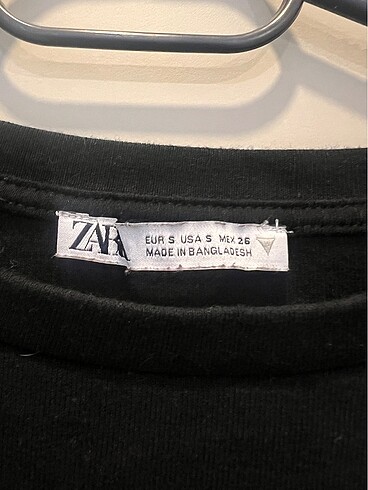 ZARA
EUR S USA S MEX 26
MADE IN BANGLADESH